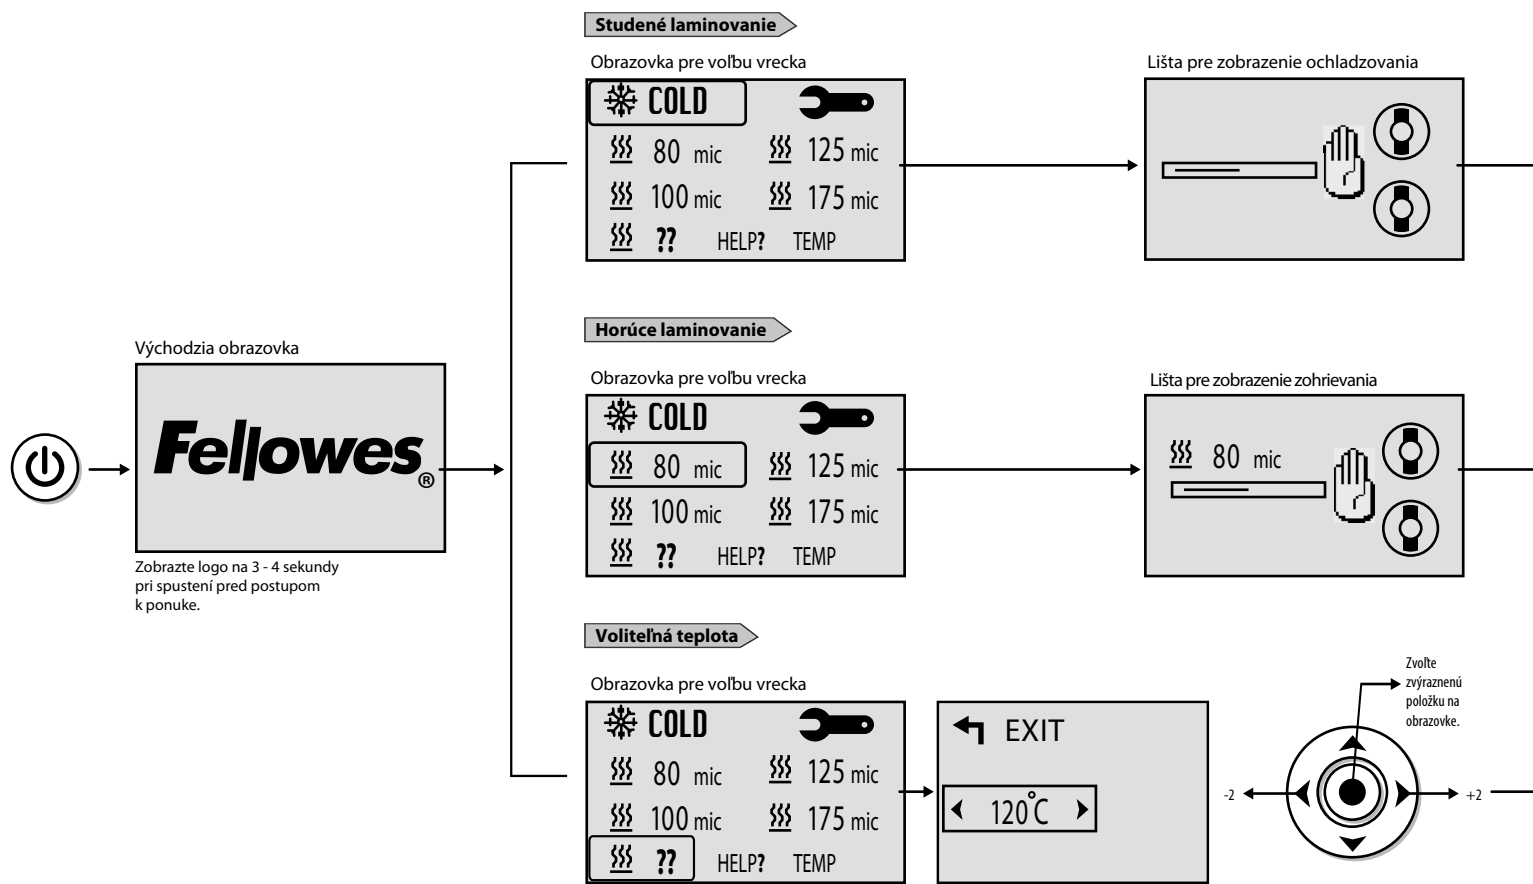 Studené laminovanie
Obrazovka pre voľbu vrecka
COLD
80 mic
125 mic
100 mic
175 mic
??
HELP?
TEMP
Lišta pre zobrazenie ochladzovania
Východzia obrazovka
Fellowes®
Zobrazte logo na 3 - 4 sekundy
pri spustení pred postupom
k ponuke.
Horúce laminovanie
Obrazovka pre voľbu vrecka
COLD
80 mic
125 mic
100 mic
175 mic
??
HELP?
TEMP
Lišta pre zobrazenie zohrievania
80 mic
Voliteľná teplota
Obrazovka pre voľbu vrecka
COLD
80 mic
125 mic
100 mic
175 mic
??
HELP?
TEMP
EXIT
120°C
Zvoľte
zvýraznenú
položku na
obrazovke.
-2
+2